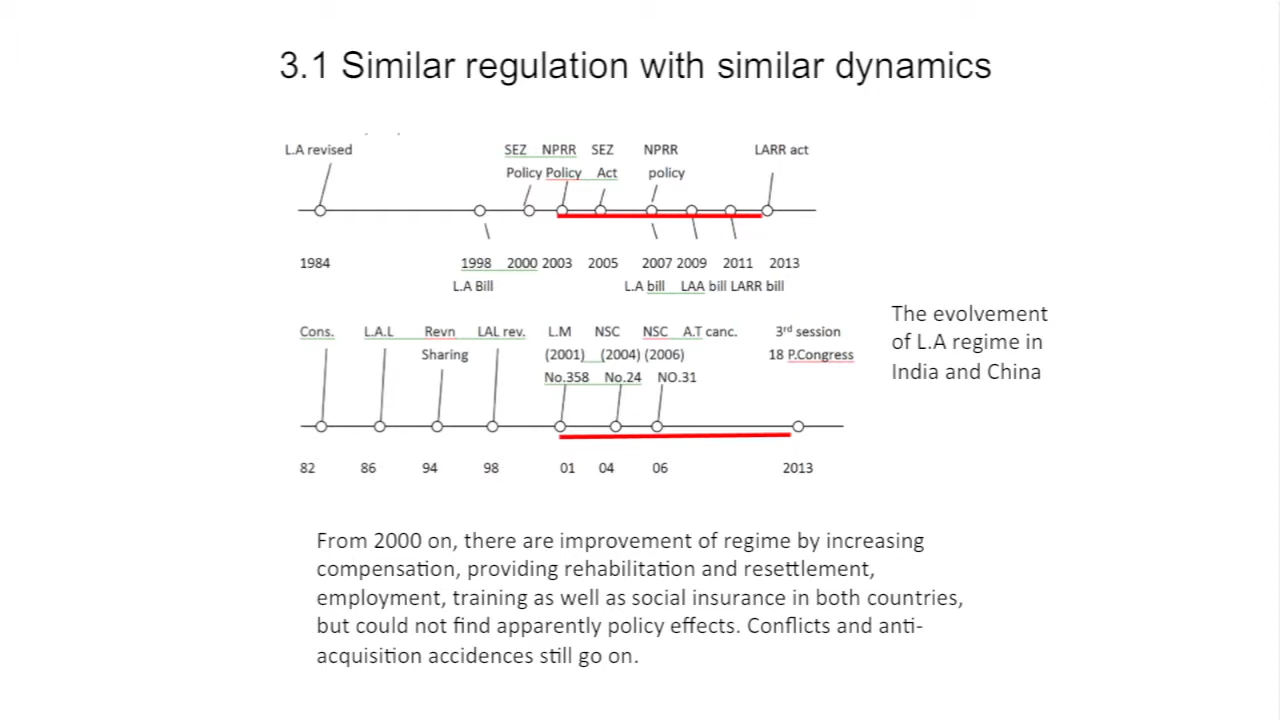 3.1 Similar regulation with similar dynamics
L.A revised SEZ NPRR SEZ NPRR LARR act
Policy Policy Act policy
1984 1998 2000 2003 2005 2007 2009 2011 2013
L.A Bill L.A bill LAA bill LARR bill
Cons. L.A.L Revn LAL rev. L.M NSC NSC A.T canc. 3rd session
Sharing (2001) (2004) (2006) 18 P.Congress
No.358 No.24 NO.31
82 86 94 98 01 04 06 2013
The evolvement
of L.A regime in
India and China
From 2000 on, there are improvement of regime by increasing
compensation, providing rehabilitation and resettlement,
employment, training as well as social insurance in both countries,
but could not find apparently policy effects. Conflicts and anti-
acquisition accidences still go on.